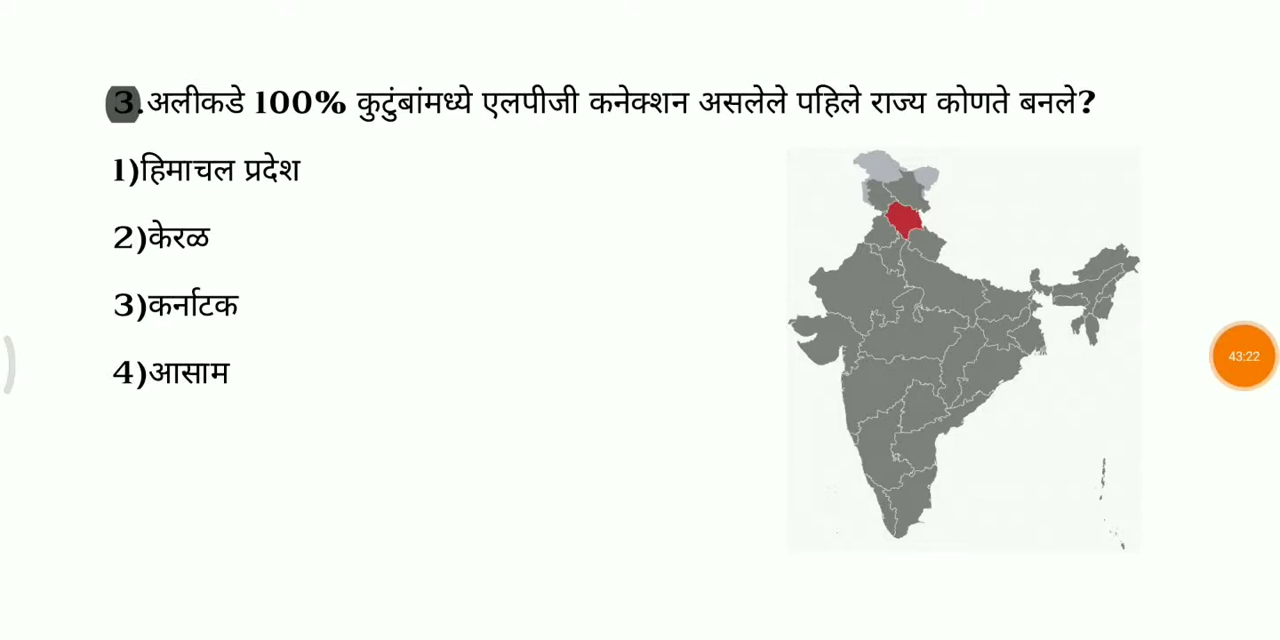 3.अलीकडे 100% कुटुंबांमध्ये एलपीजी कनेक्शन असलेले पहिले राज्य कोणते बनले?
1)हिमाचल प्रदेश
2)केरळ
3)कर्नाटक
4)आसाम
43:22